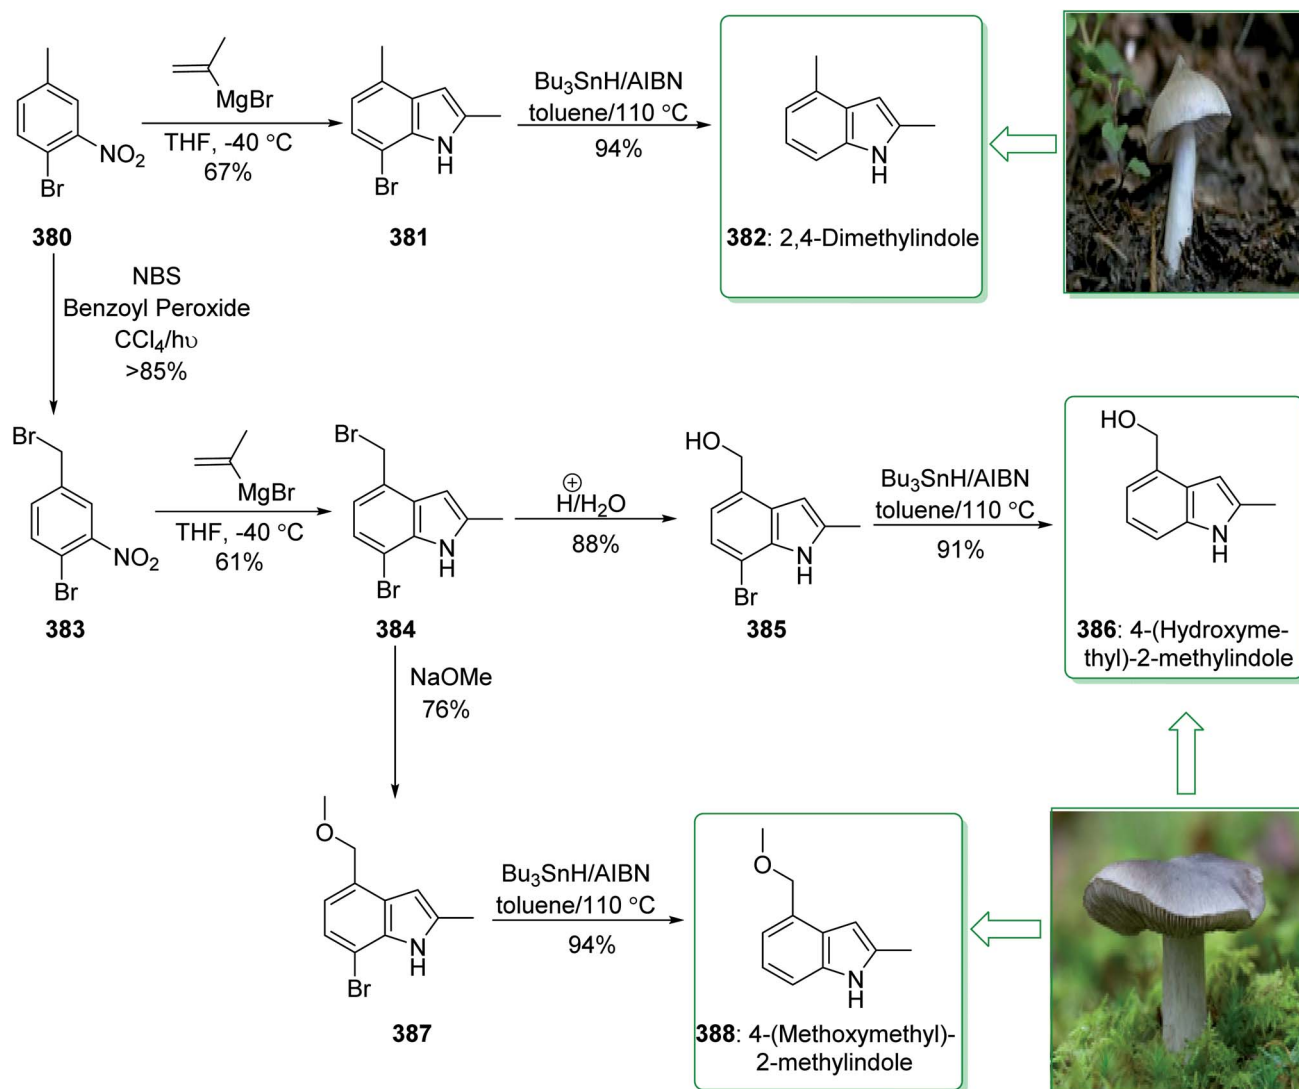 MgBr
THF, -40 °C
67%
NO2
Br
380
N
H
Br
381
Bu3SnH/AIBN
toluene/110 °C
94%
N
H
382: 2,4-Dimethylindole
NBS
Benzoyl Peroxide
CCl4/hυ
>85%
Br
NO2
Br
383
MgBr
THF, -40 °C
61%
Br
N
H
Br
384
⊕
H/H2O
88%
HO
N
H
Br
385
Bu3SnH/AIBN
toluene/110 °C
91%
HO
N
H
386: 4-(Hydroxyme-
thyl)-2-methylindole
NaOMe
76%
O
N
H
Br
387
Bu3SnH/AIBN
toluene/110 °C
94%
O
N
H
388: 4-(Methoxymethyl)-
2-methylindole